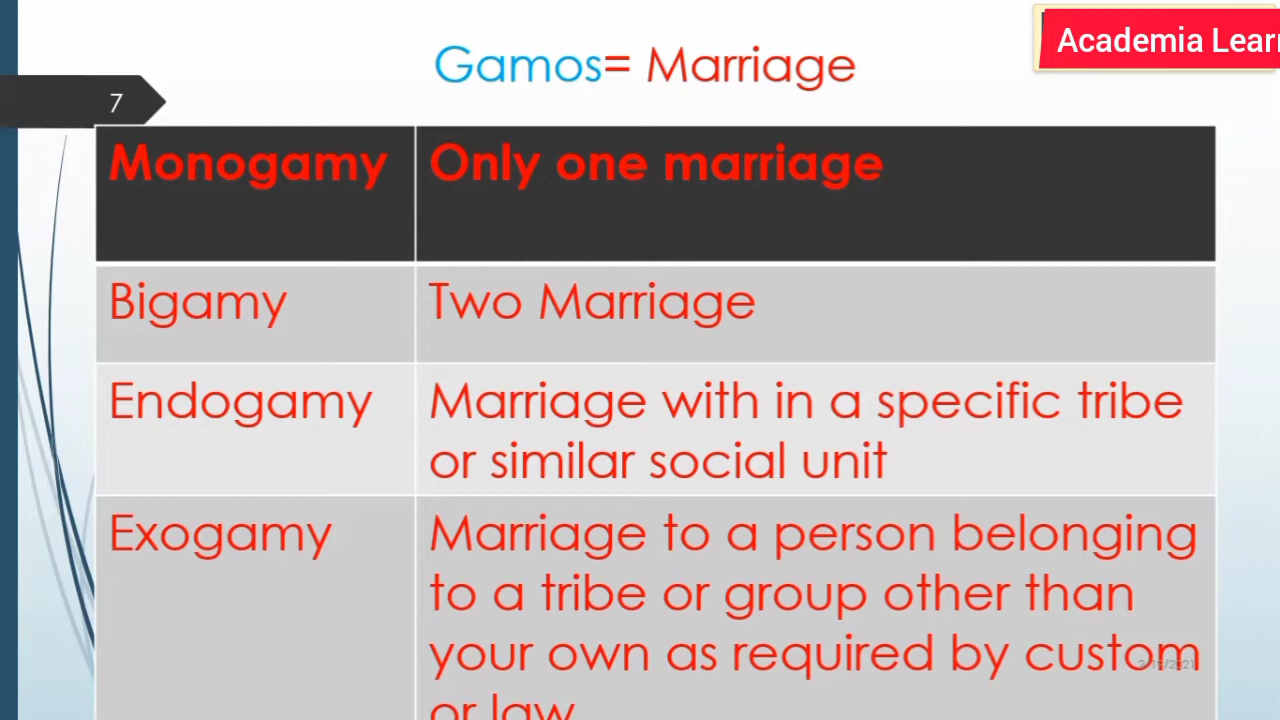 Academia Lear
Gamos= Marriage
7
Monogamy Only one marriage
Bigamy Two Marriage
Endogamy Marriage with in a specific tribe
or similar social unit
Exogamy Marriage to a person belonging
to a tribe or group other than
your own as required by custom
or law